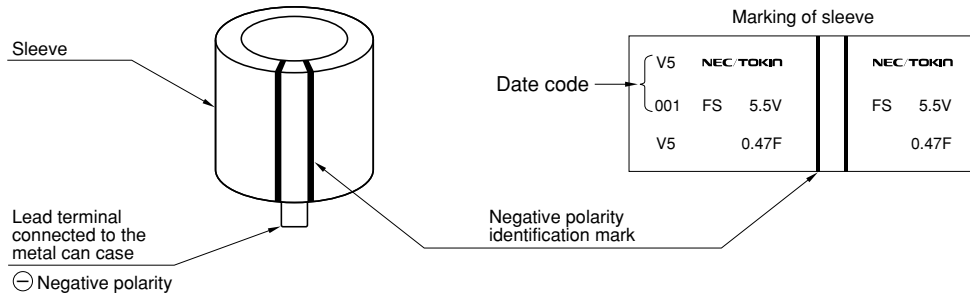 Marking of sleeve
Sleeve
Date code
V5 NEC/TOKIN
001 FS 5.5V
V5 0.47F
NEC/TOKIN
FS 5.5V
0.47F
Lead terminal
connected to the
metal can case
⊖ Negative polarity
Negative polarity
identification mark